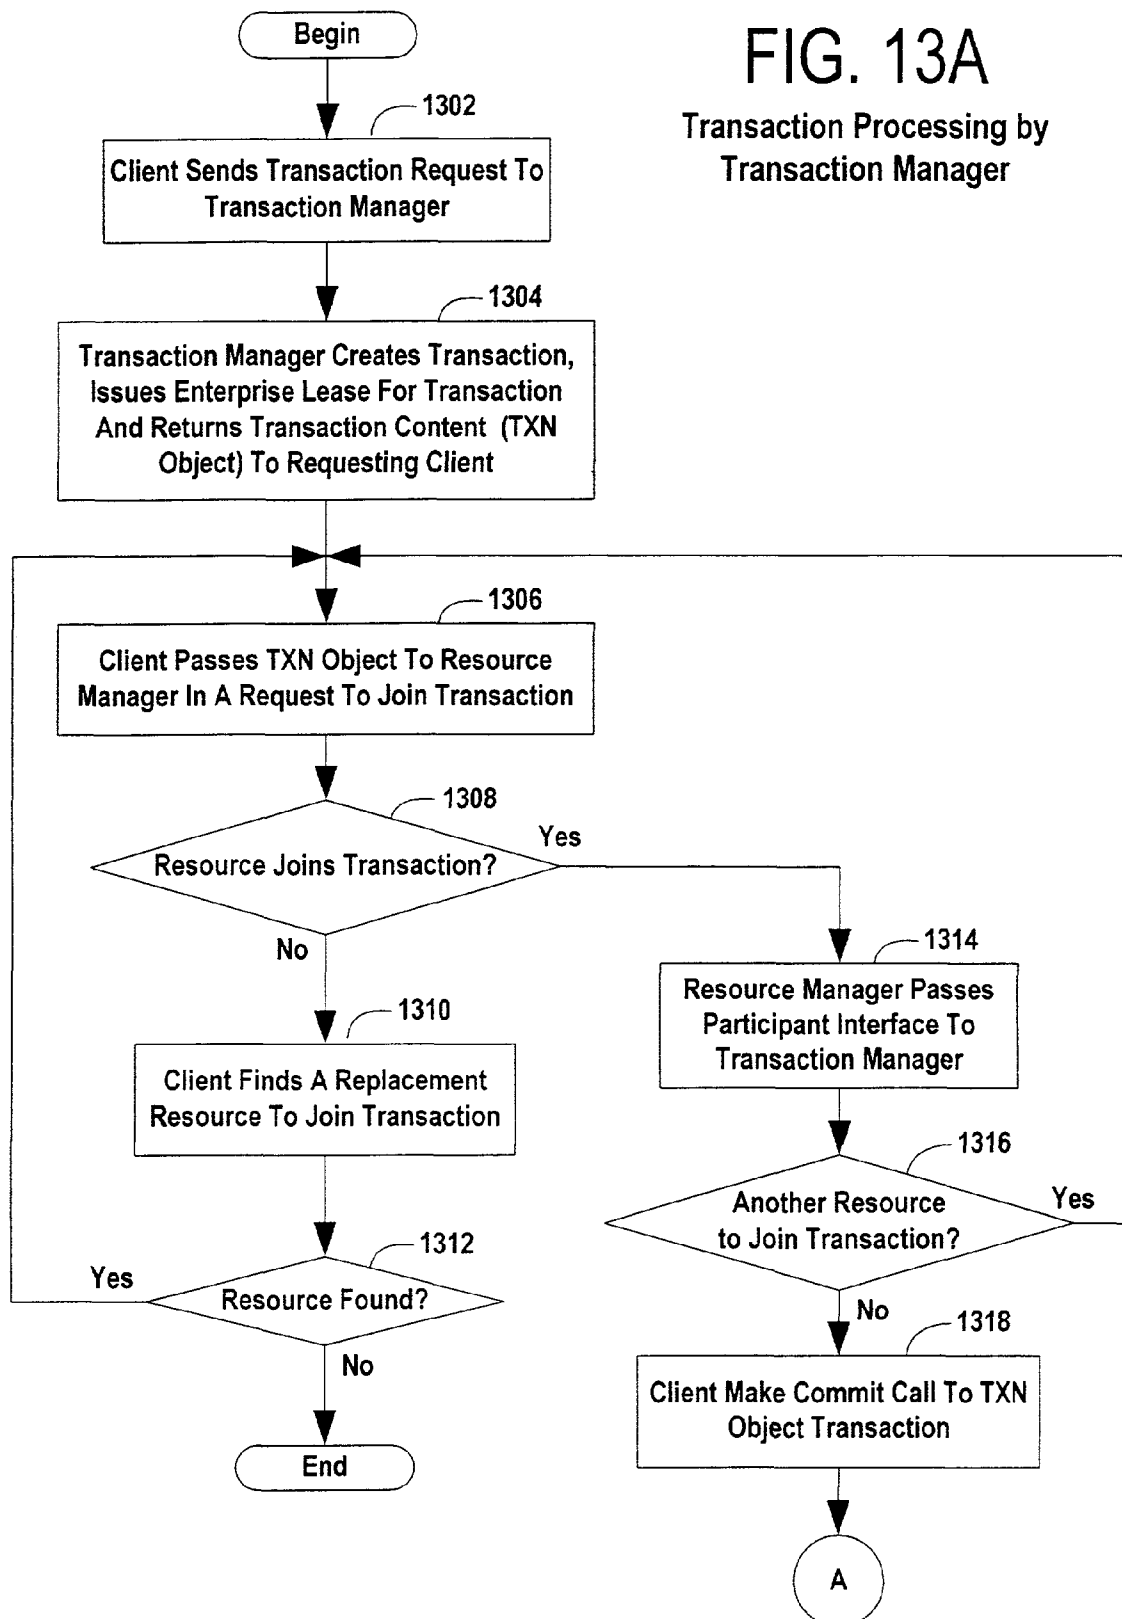 Begin
FIG. 13A
Transaction Processing by
Transaction Manager
1302
Client Sends Transaction Request To
Transaction Manager
1304
Transaction Manager Creates Transaction,
Issues Enterprise Lease For Transaction
And Returns Transaction Content (TXN
Object) To Requesting Client
1306
Client Passes TXN Object To Resource
Manager In A Request To Join Transaction
1308
Resource Joins Transaction?
Yes
No
1310
Client Finds A Replacement
Resource To Join Transaction
1312
Resource Found?
Yes
No
End
1314
Resource Manager Passes
Participant Interface To
Transaction Manager
1316
Another Resource
to Join Transaction?
Yes
No
1318
Client Make Commit Call To TXN
Object Transaction
A